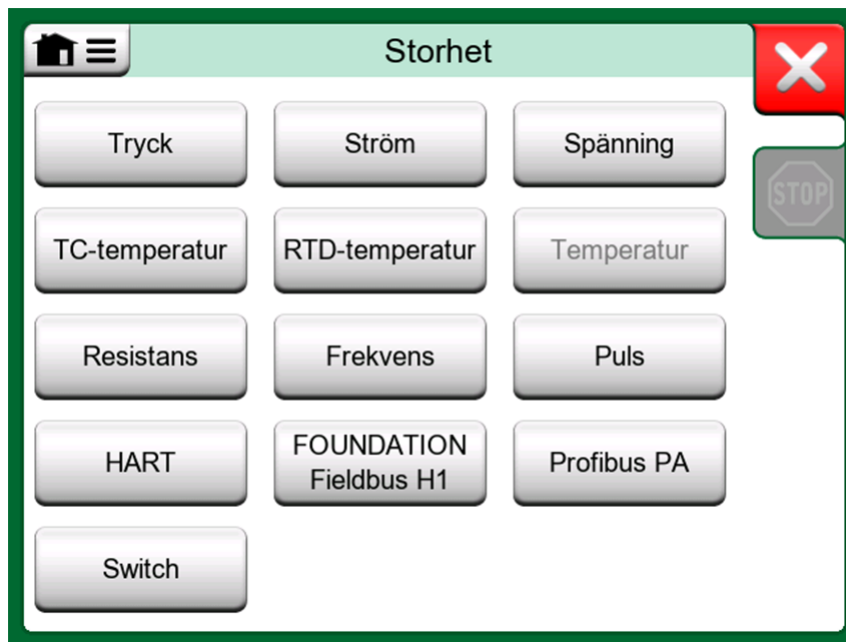 Storhet
Tryck
Ström
Spänning
STOP
TC-temperatur
RTD-temperatur
Temperatur
Resistans
Frekvens
Puls
HART
FOUNDATION
Fieldbus H1
Profibus PA
Switch